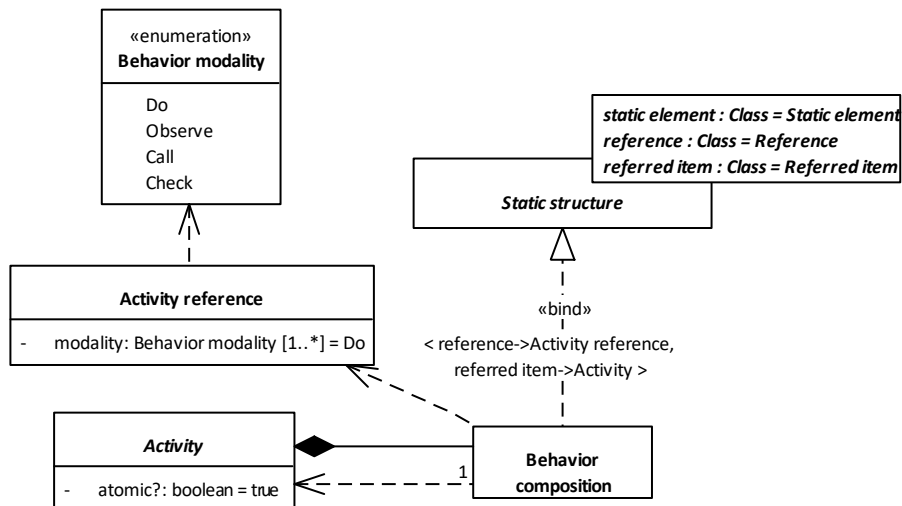 «enumeration»
Behavior modality
Do
Observe
Call
Check
static element : Class = Static element
reference : Class = Reference
referred item : Class = Referred item
Static structure
Activity reference
- modality: Behavior modality [1..*] = Do
«bind»
< reference->Activity reference,
referred item->Activity >
Activity
- atomic?: boolean = true
1
Behavior
composition